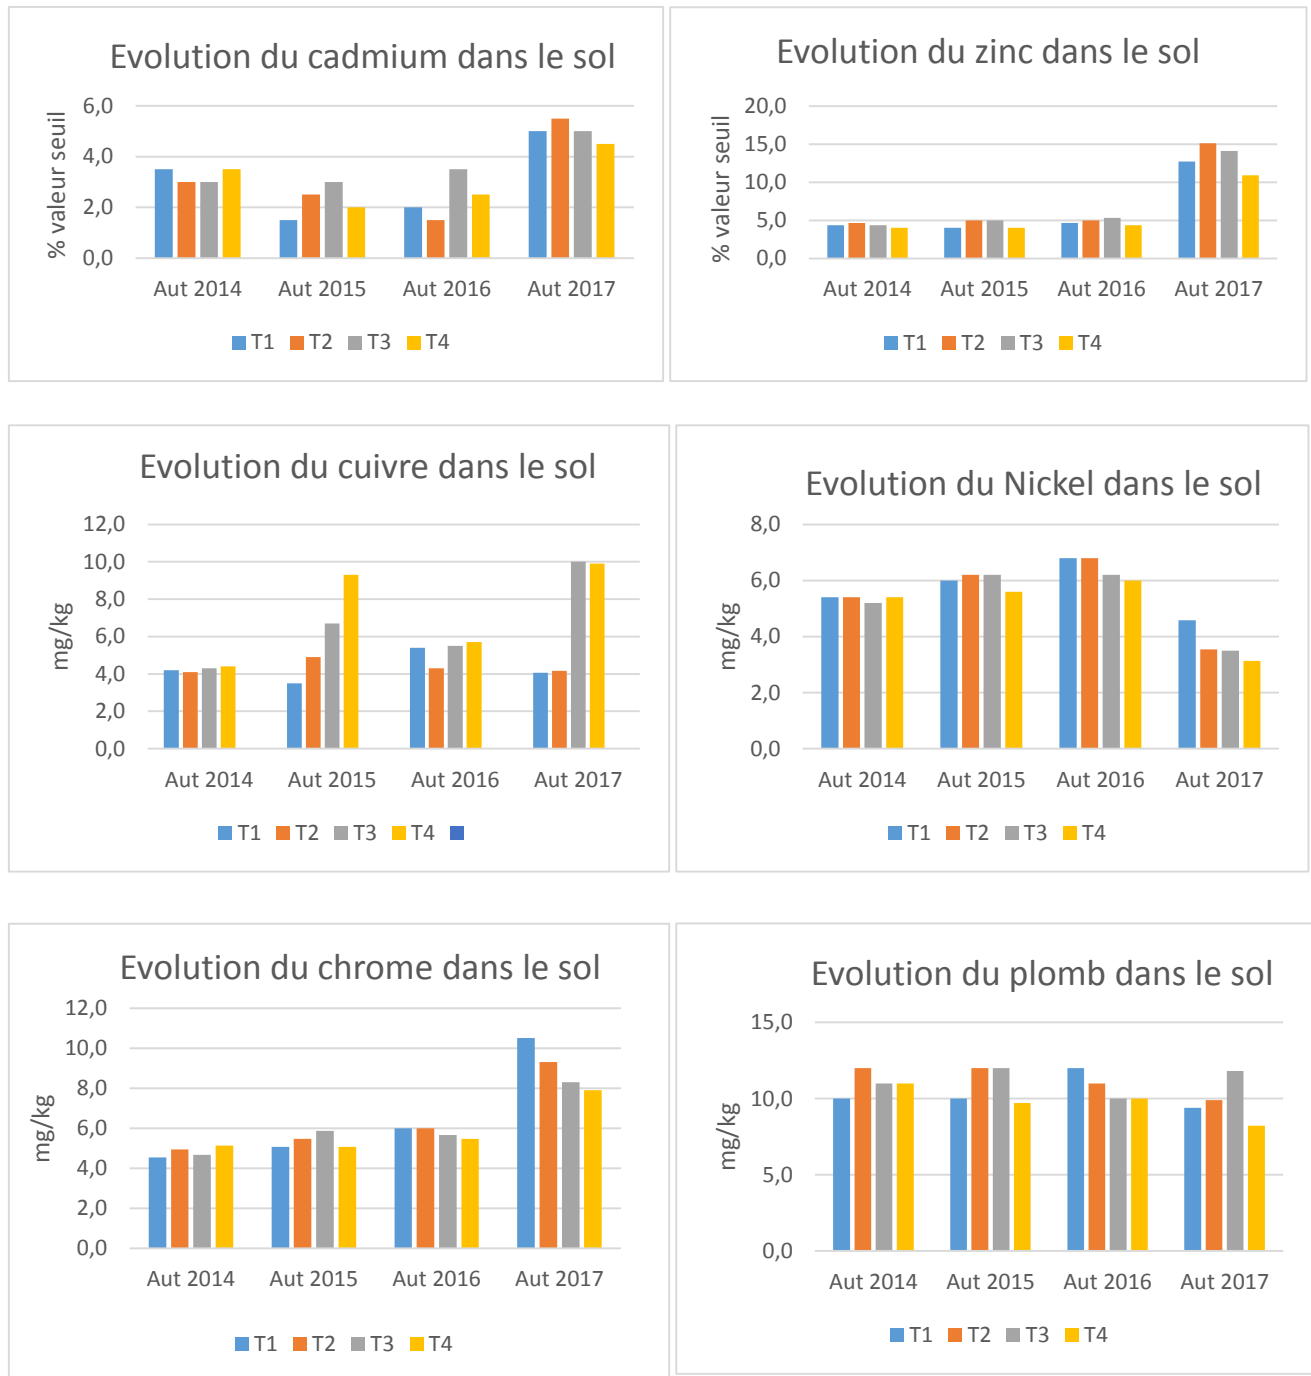 Evolution du cadmium dans le sol
% valeur seuil
6,0
4,0
2,0
0,0
Aut 2014 Aut 2015 Aut 2016 Aut 2017
T1 T2 T3 T4
Evolution du zinc dans le sol
% valeur seuil
20,0
15,0
10,0
5,0
0,0
Aut 2014 Aut 2015 Aut 2016 Aut 2017
T1 T2 T3 T4
Evolution du cuivre dans le sol
mg/kg
12,0
10,0
8,0
6,0
4,0
2,0
0,0
Aut 2014 Aut 2015 Aut 2016 Aut 2017
T1 T2 T3 T4
Evolution du Nickel dans le sol
mg/kg
8,0
6,0
4,0
2,0
0,0
Aut 2014 Aut 2015 Aut 2016 Aut 2017
T1 T2 T3 T4
Evolution du chrome dans le sol
mg/kg
12,0
10,0
8,0
6,0
4,0
2,0
0,0
Aut 2014 Aut 2015 Aut 2016 Aut 2017
T1 T2 T3 T4
Evolution du plomb dans le sol
mg/kg
15,0
10,0
5,0
0,0
Aut 2014 Aut 2015 Aut 2016 Aut 2017
T1 T2 T3 T4